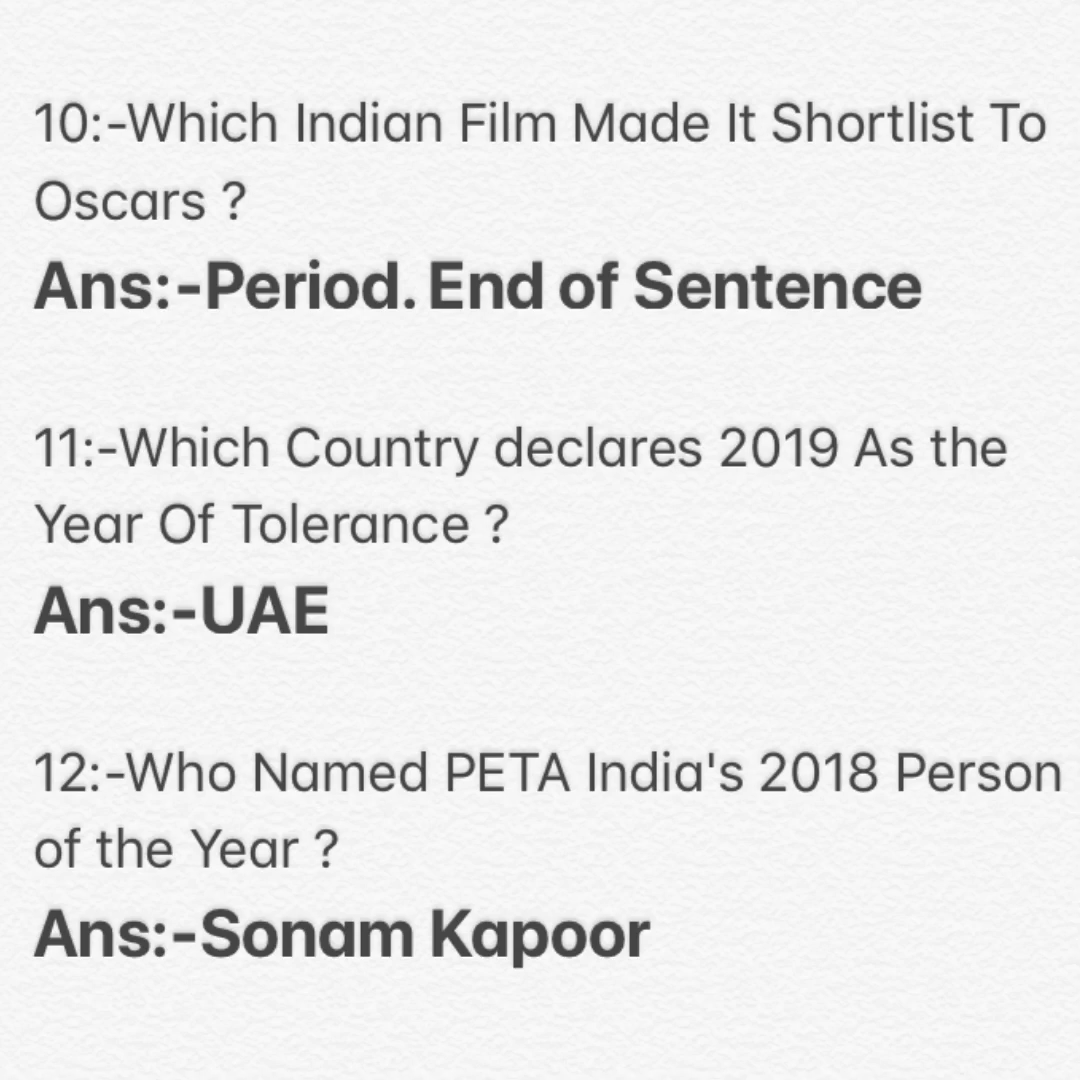 10:-Which Indian Film Made It Shortlist To
Oscars ?
Ans:-Period. End of Sentence
11:-Which Country declares 2019 As the
Year Of Tolerance ?
Ans:-UAE
12:-Who Named PETA India's 2018 Person
of the Year ?
Ans:-Sonam Kapoor